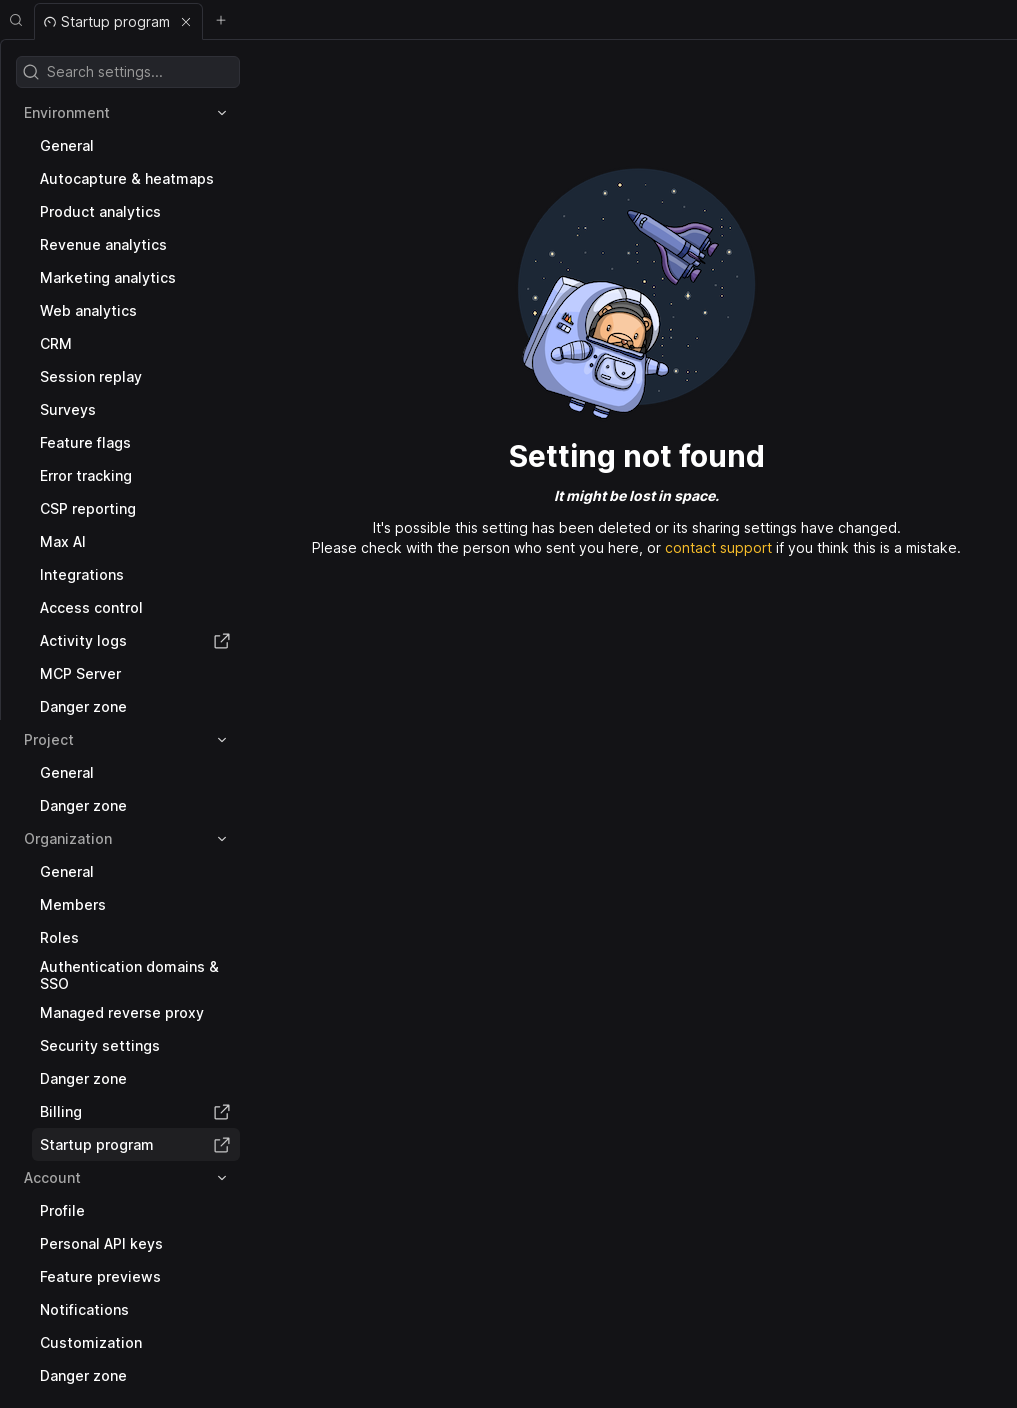 Startup program
Search settings...
Environment
General
Autocapture & heatmaps
Product analytics
Revenue analytics
Marketing analytics
Web analytics
CRM
Session replay
Surveys
Feature flags
Error tracking
CSP reporting
Max AI
Integrations
Access control
Activity logs
MCP Server
Danger zone
Project
General
Danger zone
Organization
General
Members
Roles
Authentication domains &
SSO
Managed reverse proxy
Security settings
Danger zone
Billing
Startup program
Account
Profile
Personal API keys
Feature previews
Notifications
Customization
Danger zone
Setting not found
It might be lost in space.
It's possible this setting has been deleted or its sharing settings have changed.
Please check with the person who sent you here, or contact support if you think this is a mistake.